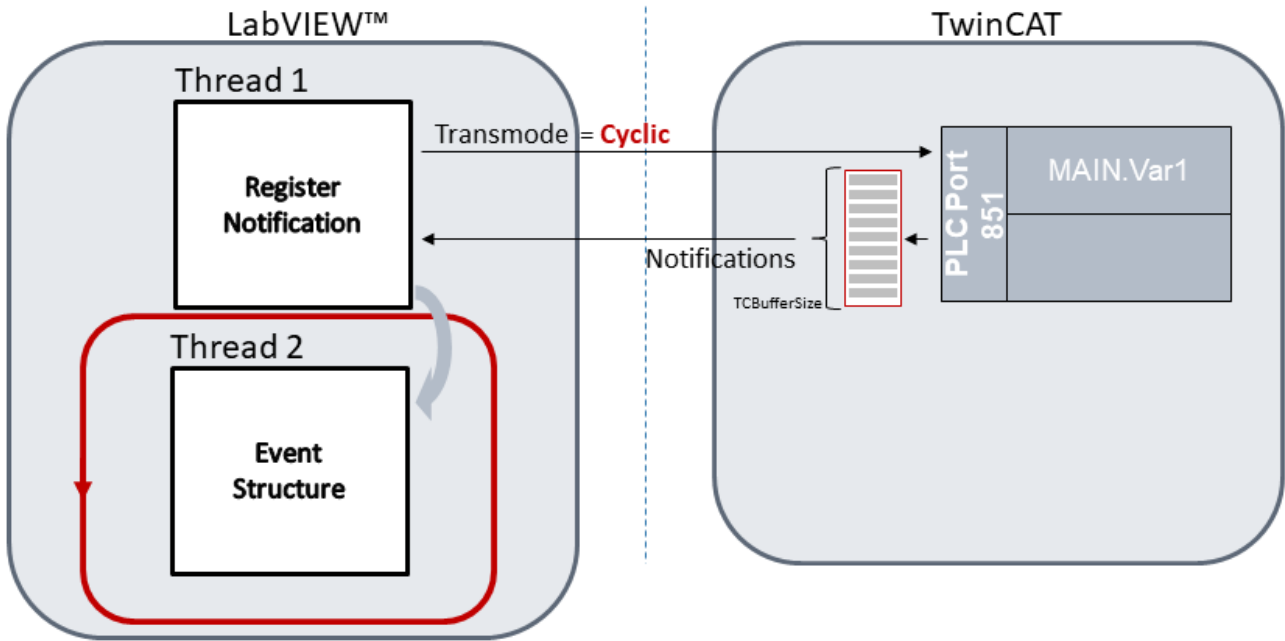 LabVIEW™
TwinCAT
Thread 1
Register
Notification
Transmode = Cyclic
Notifications
TCBufferSize
PLC Port
851
MAIN.Var1
Thread 2
Event
Structure